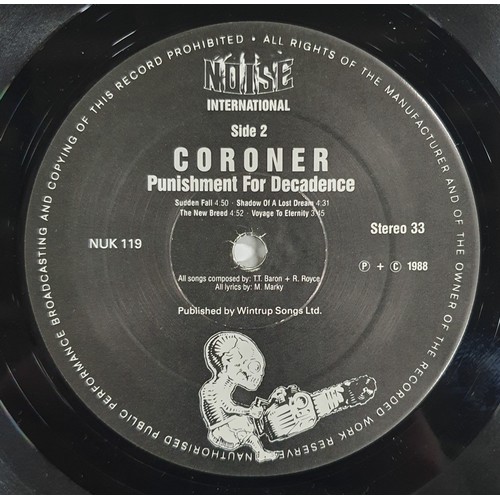 NOISE
INTERNATIONAL
Side 2
CORONER
Punishment For Decadence
Sudden Fall 4:50 · Shadow Of A Lost Dream 4:31
The New Breed 4:52 · Voyage To Eternity 3:45
NUK 119
Stereo 33
Ⓟ + © 1988
All songs composed by: T.T. Baron + R. Royce
All lyrics by: M. Marky
Published by Wintrup Songs Ltd.
UNAUTHORISED PUBLIC PERFORMANCE BROADCASTING AND COPYING OF THIS RECORD PROHIBITED • ALL RIGHTS OF THE MANUFACTURER AND OF THE OWNER OF THE RECORDED WORK RESERVE